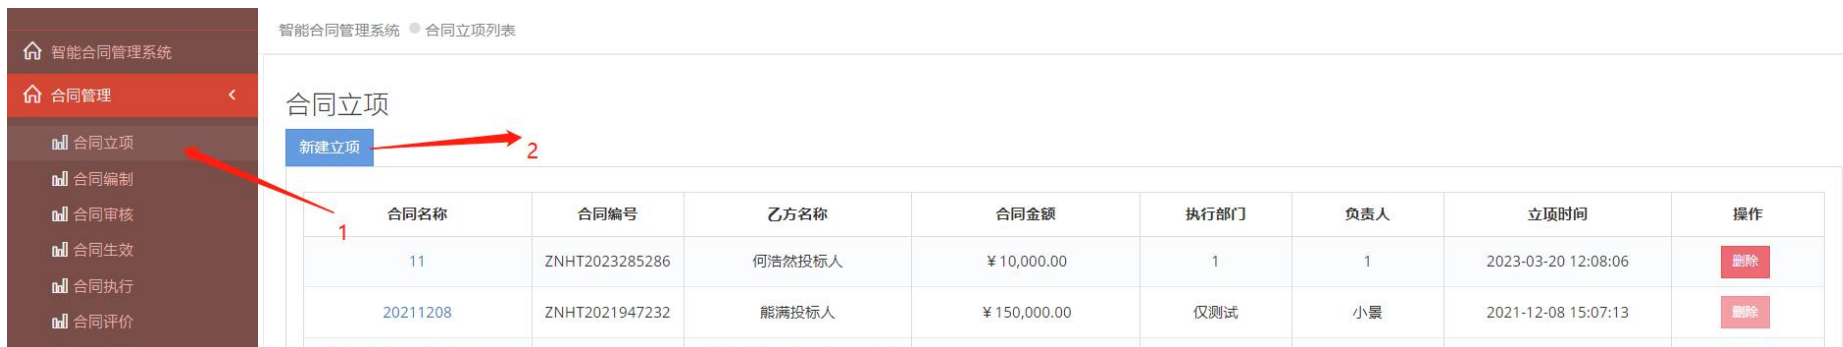 智能合同管理系统 合同立项列表
智能合同管理系统
合同管理
合同立项
合同编制
合同审核
合同生效
合同执行
合同评价
合同立项
新建立项
2
1
合同名称 合同编号 乙方名称 合同金额 执行部门 负责人 立项时间 操作
11 ZNHT2023285286 何浩然投标人 ¥10,000.00 1 1 2023-03-20 12:08:06 删除
20211208 ZNHT2021947232 熊满投标人 ¥150,000.00 仅测试 小景 2021-12-08 15:07:13 删除